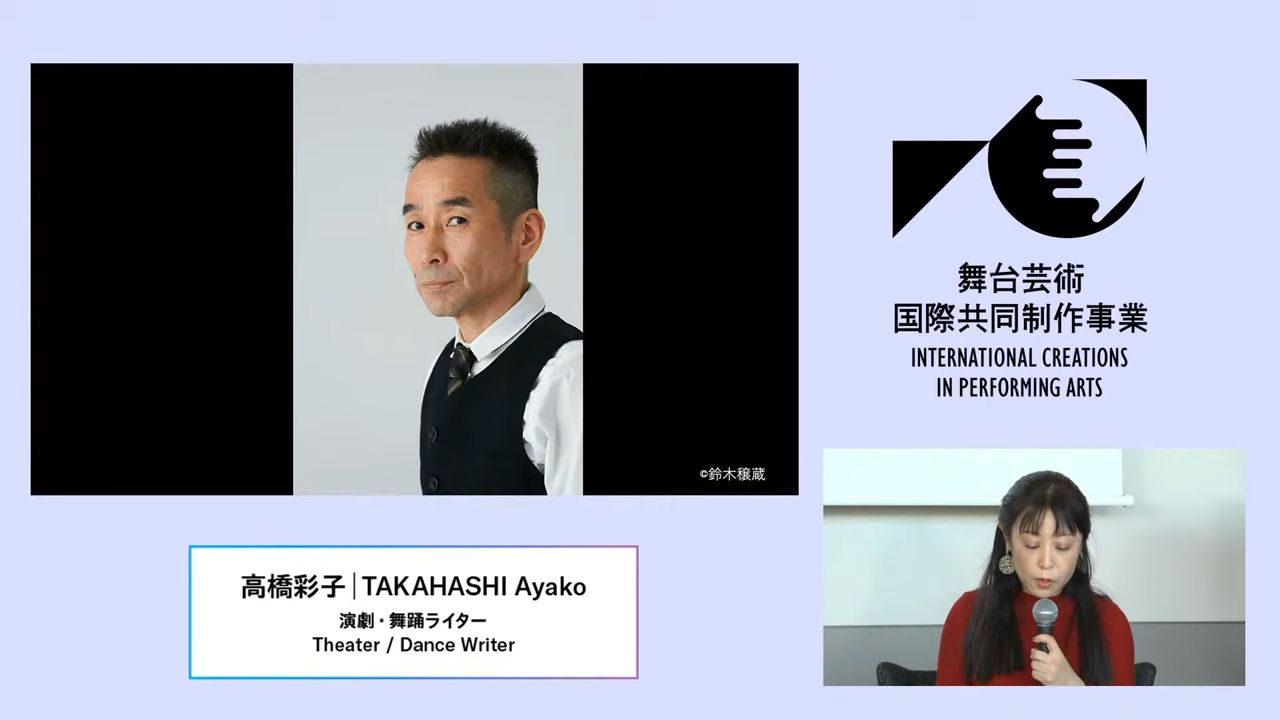 舞台芸術
国際共同制作事業
INTERNATIONAL CREATIONS
IN PERFORMING ARTS
©鈴木穣蔵
高橋彩子|TAKAHASHI Ayako
演劇・舞踊ライター
Theater / Dance Writer